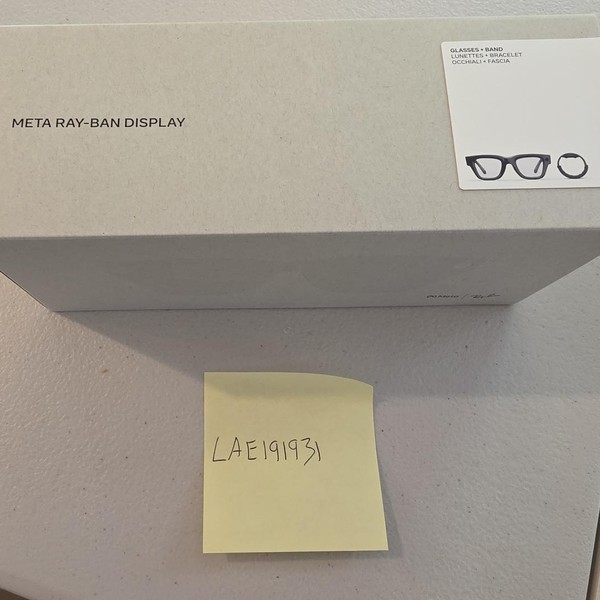 META RAY-BAN DISPLAY
GLASSES + BAND
LUNETTES + BRACELET
OCCHIALI + FASCIA
LAE191931